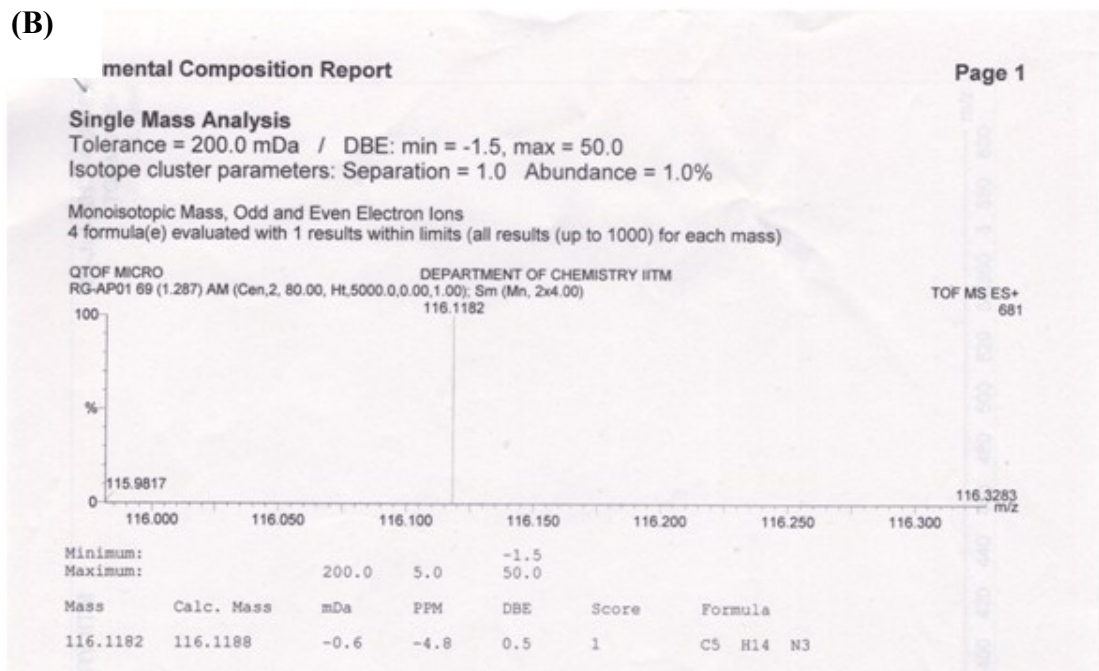 (B)
mental Composition Report Page 1
Single Mass Analysis
Tolerance = 200.0 mDa / DBE: min = -1.5, max = 50.0
Isotope cluster parameters: Separation = 1.0 Abundance = 1.0%
Monoisotopic Mass, Odd and Even Electron Ions
4 formula(e) evaluated with 1 results within limits (all results (up to 1000) for each mass)
QTOF MICRO DEPARTMENT OF CHEMISTRY IITM
RG-AP01 69 (1.287) AM (Cen,2, 80.00, Ht,5000.0,0.00,1.00); Sm (Mn, 2x4.00) TOF MS ES+
116.1182 681
100
%
115.9817
0
116.3283
m/z
116.000 116.050 116.100 116.150 116.200 116.250 116.300
Minimum: -1.5
Maximum: 200.0 5.0 50.0
Mass Calc. Mass mDa PPM DBE Score Formula
116.1182 116.1188 -0.6 -4.8 0.5 1 C5 H14 N3